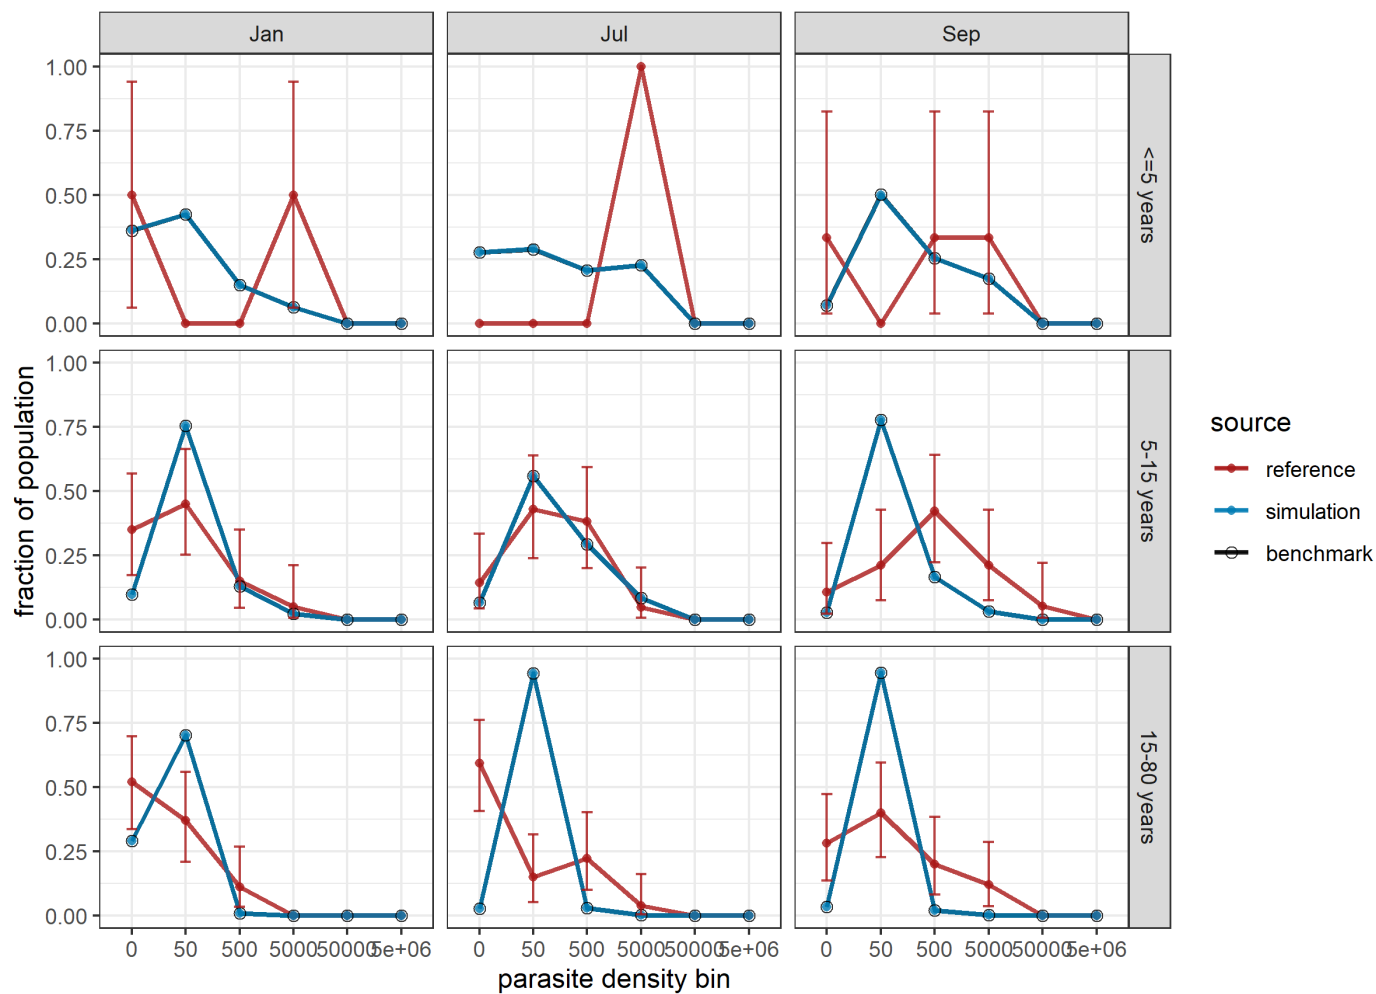 Jan Jul Sep
1.00
0.75
0.50
0.25
0.00
<=5 years
1.00
0.75
0.50
0.25
0.00
5-15 years
1.00
0.75
0.50
0.25
0.00
15-80 years
fraction of population
0 50 500 5000 50000 5e+06 0 50 500 5000 50000 5e+06 0 50 500 5000 50000 5e+06
parasite density bin
source
reference
simulation
benchmark